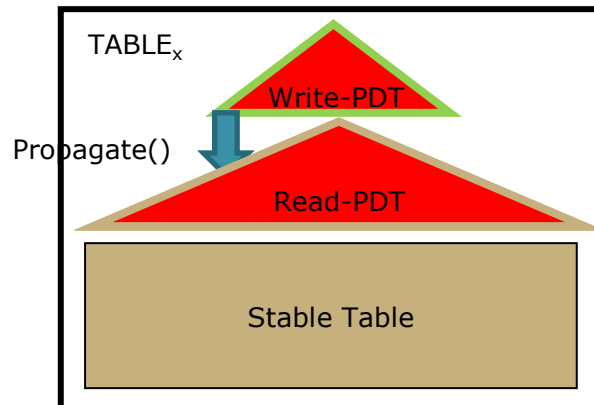 TABLEₓ
Write-PDT
Propagate()
Read-PDT
Stable Table